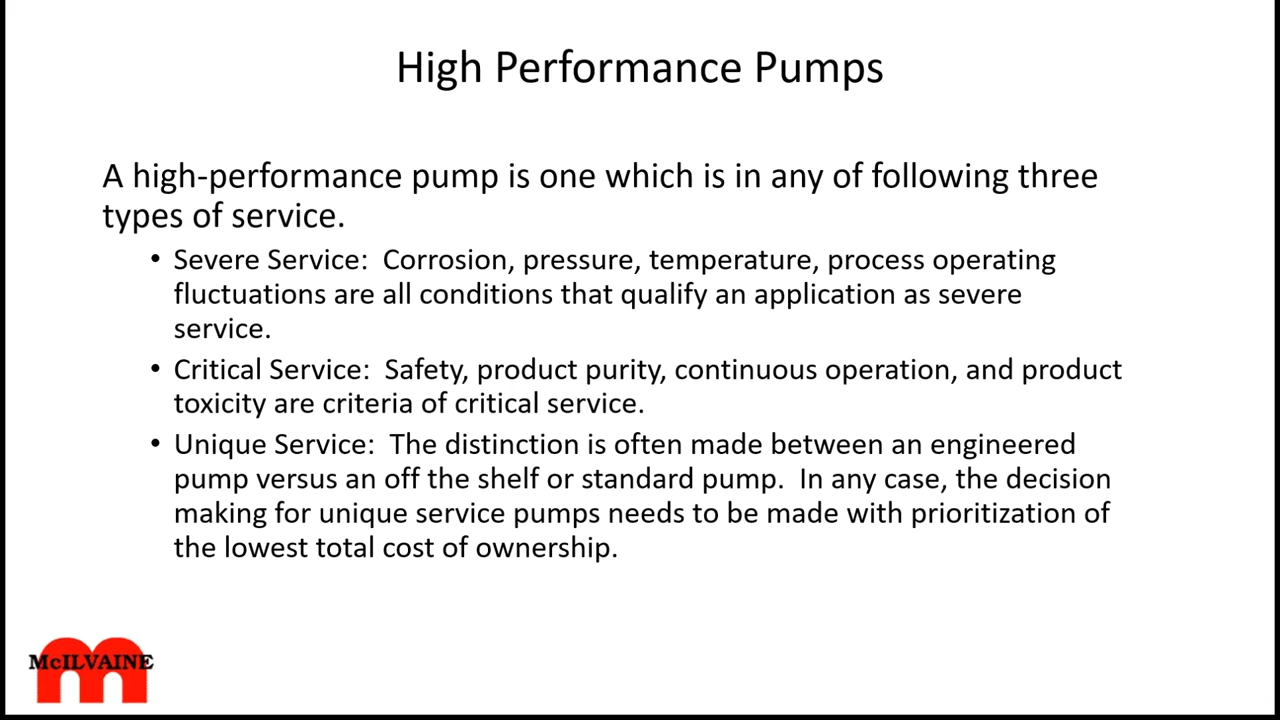 High Performance Pumps
A high-performance pump is one which is in any of following three
types of service.
• Severe Service:  Corrosion, pressure, temperature, process operating
fluctuations are all conditions that qualify an application as severe
service.
• Critical Service:  Safety, product purity, continuous operation, and product
toxicity are criteria of critical service.
• Unique Service:  The distinction is often made between an engineered
pump versus an off the shelf or standard pump.  In any case, the decision
making for unique service pumps needs to be made with prioritization of
the lowest total cost of ownership.
McILVAINE